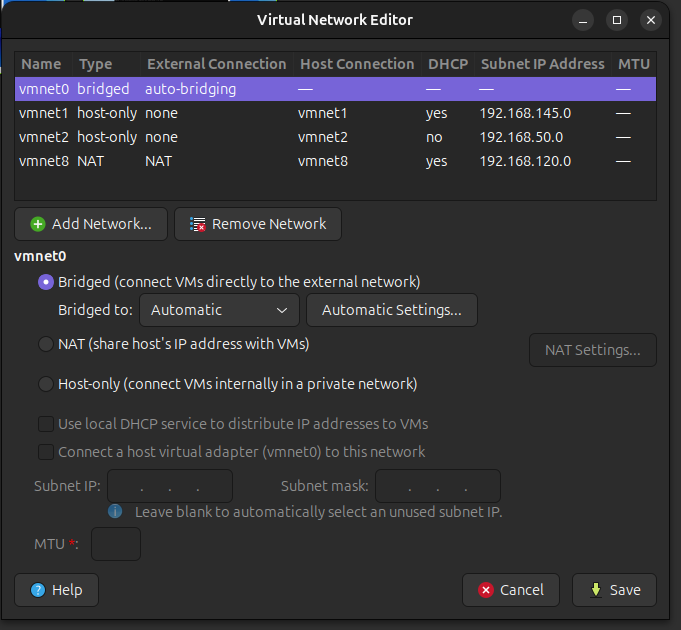 Virtual Network Editor
Name Type External Connection Host Connection DHCP Subnet IP Address MTU
vmnet0 bridged auto-bridging — — — —
vmnet1 host-only none vmnet1 yes 192.168.145.0 —
vmnet2 host-only none vmnet2 no 192.168.50.0 —
vmnet8 NAT NAT vmnet8 yes 192.168.120.0 —
Add Network... Remove Network
vmnet0
Bridged (connect VMs directly to the external network)
Bridged to: Automatic Automatic Settings...
NAT (share host's IP address with VMs)
NAT Settings...
Host-only (connect VMs internally in a private network)
Use local DHCP service to distribute IP addresses to VMs
Connect a host virtual adapter (vmnet0) to this network
Subnet IP: . . . Subnet mask: . . .
Leave blank to automatically select an unused subnet IP.
MTU *:
Help Cancel Save